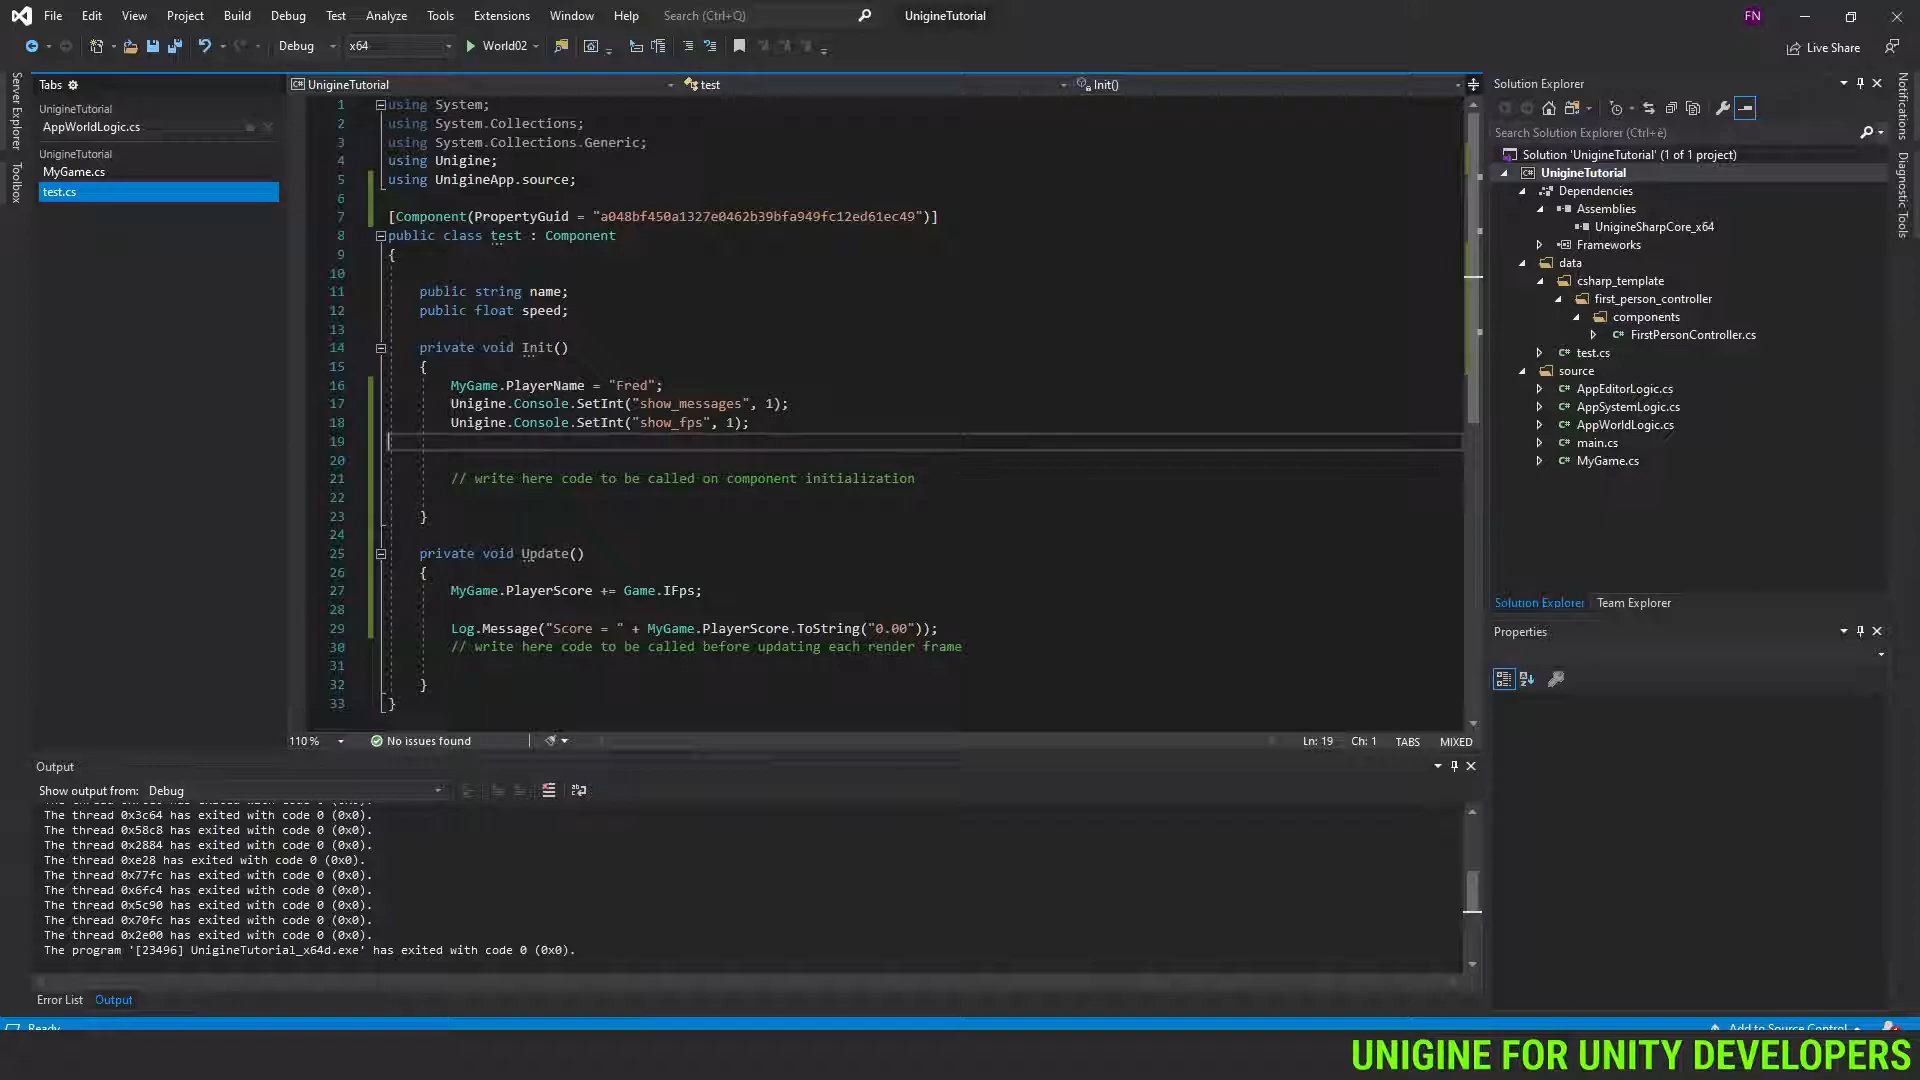 File Edit View Project Build Debug Test Analyze Tools Extensions Window Help Search (Ctrl+Q) UnigineTutorial FN
Debug x64 World02 Live Share
Server Explorer
Toolbox
Tabs
UnigineTutorial
AppWorldLogic.cs
UnigineTutorial
MyGame.cs
test.cs
UnigineTutorial test Init()
1 using System;
2 using System.Collections;
3 using System.Collections.Generic;
4 using Unigine;
5 using UnigineApp.source;
6
7 [Component(PropertyGuid = "a048bf450a1327e0462b39bfa949fc12ed61ec49")]
8 public class test : Component
9 {
10
11 public string name;
12 public float speed;
13
14 private void Init()
15 {
16 MyGame.PlayerName = "Fred";
17 Unigine.Console.SetInt("show_messages", 1);
18 Unigine.Console.SetInt("show_fps", 1);
19
20
21 // write here code to be called on component initialization
22
23 }
24
25 private void Update()
26 {
27 MyGame.PlayerScore += Game.IFps;
28
29 Log.Message("Score = " + MyGame.PlayerScore.ToString("0.00"));
30 // write here code to be called before updating each render frame
31
32 }
33 }
110 % No issues found Ln: 19 Ch: 1 TABS MIXED
Output
Show output from: Debug
The thread 0x3c64 has exited with code 0 (0x0).
The thread 0x58c8 has exited with code 0 (0x0).
The thread 0x2884 has exited with code 0 (0x0).
The thread 0xe28 has exited with code 0 (0x0).
The thread 0x77fc has exited with code 0 (0x0).
The thread 0x6fc4 has exited with code 0 (0x0).
The thread 0x5c90 has exited with code 0 (0x0).
The thread 0x70fc has exited with code 0 (0x0).
The thread 0x2e00 has exited with code 0 (0x0).
The program '[23496] UnigineTutorial_x64d.exe' has exited with code 0 (0x0).
Error List Output
Solution Explorer
Search Solution Explorer (Ctrl+è)
Solution 'UnigineTutorial' (1 of 1 project)
UnigineTutorial
Dependencies
Assemblies
UnigineSharpCore_x64
Frameworks
data
csharp_template
first_person_controller
components
FirstPersonController.cs
test.cs
source
AppEditorLogic.cs
AppSystemLogic.cs
AppWorldLogic.cs
main.cs
MyGame.cs
Solution Explorer Team Explorer
Properties
Notifications
Diagnostic Tools
Ready Add to Source Control
UNIGINE FOR UNITY DEVELOPERS